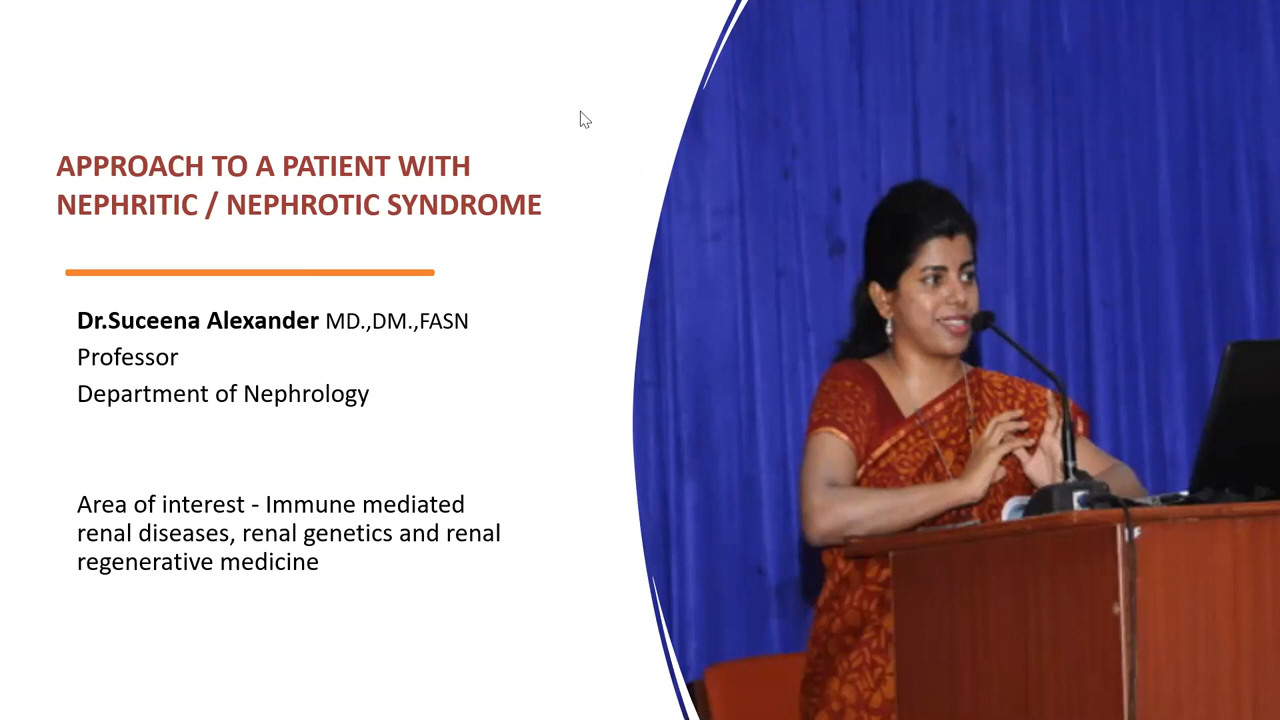 APPROACH TO A PATIENT WITH
NEPHRITIC / NEPHROTIC SYNDROME
Dr.Suceena Alexander MD.,DM.,FASN
Professor
Department of Nephrology
Area of interest - Immune mediated
renal diseases, renal genetics and renal
regenerative medicine